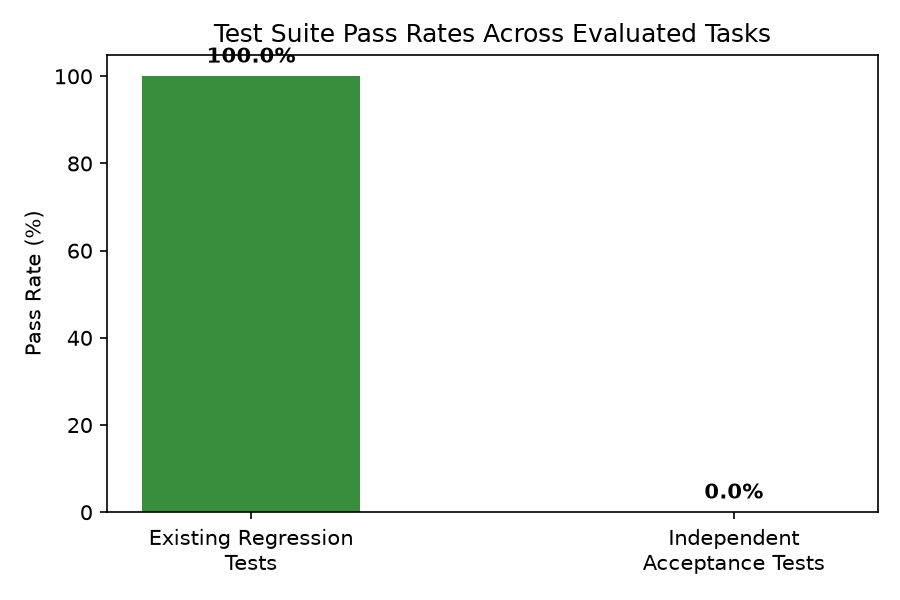 Test Suite Pass Rates Across Evaluated Tasks
100.0%
100
80
60
40
20
0
Pass Rate (%)
0.0%
Existing Regression
Tests
Independent
Acceptance Tests